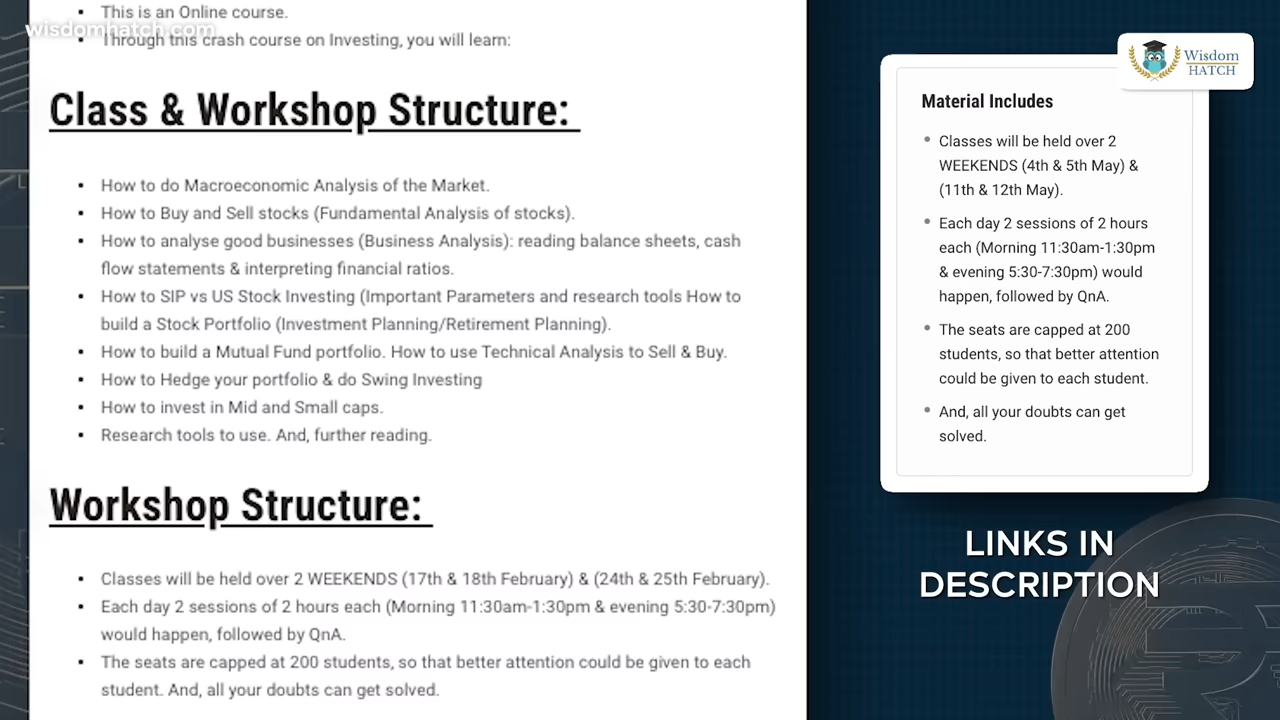 This is an Online course.
wisdomhatch.com
Through this crash course on Investing, you will learn:
Class & Workshop Structure:
How to do Macroeconomic Analysis of the Market.
How to Buy and Sell stocks (Fundamental Analysis of stocks).
How to analyse good businesses (Business Analysis): reading balance sheets, cash
flow statements & interpreting financial ratios.
How to SIP vs US Stock Investing (Important Parameters and research tools How to
build a Stock Portfolio (Investment Planning/Retirement Planning).
How to build a Mutual Fund portfolio. How to use Technical Analysis to Sell & Buy.
How to Hedge your portfolio & do Swing Investing
How to invest in Mid and Small caps.
Research tools to use. And, further reading.
Workshop Structure:
Classes will be held over 2 WEEKENDS (17th & 18th February) & (24th & 25th February).
Each day 2 sessions of 2 hours each (Morning 11:30am-1:30pm & evening 5:30-7:30pm)
would happen, followed by QnA.
The seats are capped at 200 students, so that better attention could be given to each
student. And, all your doubts can get solved.
Wisdom
HATCH
Material Includes
Classes will be held over 2
WEEKENDS (4th & 5th May) &
(11th & 12th May).
Each day 2 sessions of 2 hours
each (Morning 11:30am-1:30pm
& evening 5:30-7:30pm) would
happen, followed by QnA.
The seats are capped at 200
students, so that better attention
could be given to each student.
And, all your doubts can get
solved.
LINKS IN
DESCRIPTION